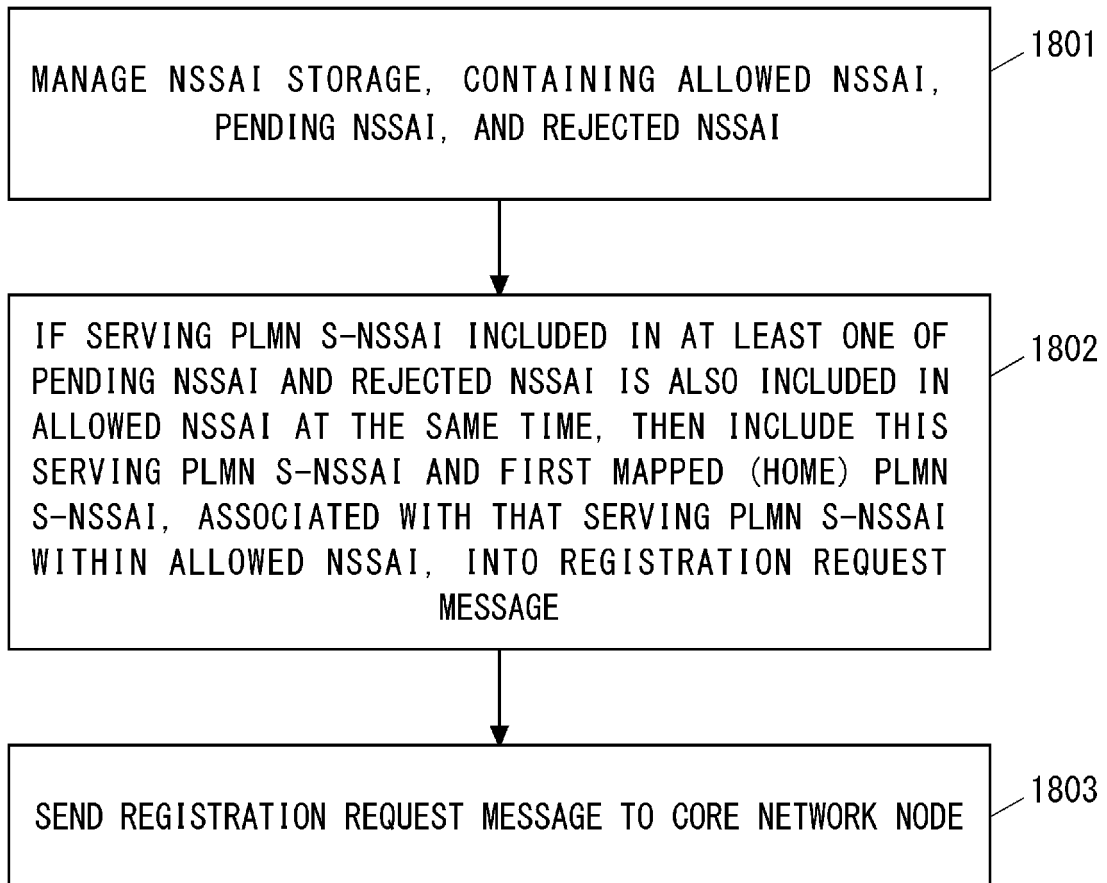 MANAGE NSSAI STORAGE, CONTAINING ALLOWED NSSAI,
PENDING NSSAI, AND REJECTED NSSAI
1801
IF SERVING PLMN S-NSSAI INCLUDED IN AT LEAST ONE OF
PENDING NSSAI AND REJECTED NSSAI IS ALSO INCLUDED IN
ALLOWED NSSAI AT THE SAME TIME, THEN INCLUDE THIS
SERVING PLMN S-NSSAI AND FIRST MAPPED (HOME) PLMN
S-NSSAI, ASSOCIATED WITH THAT SERVING PLMN S-NSSAI
WITHIN ALLOWED NSSAI, INTO REGISTRATION REQUEST
MESSAGE
1802
SEND REGISTRATION REQUEST MESSAGE TO CORE NETWORK NODE
1803